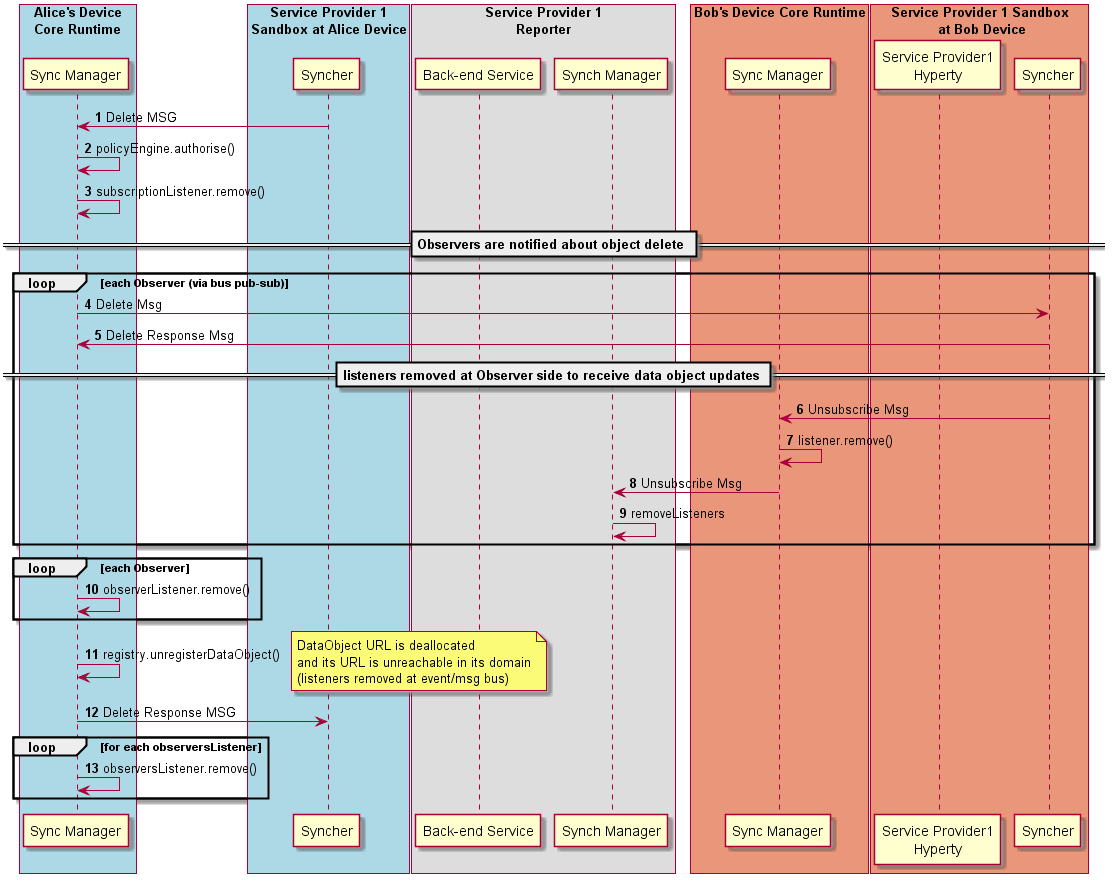 Alice's Device
Core Runtime
Service Provider 1
Sandbox at Alice Device
Service Provider 1
Reporter
Bob's Device Core Runtime
Service Provider 1 Sandbox
at Bob Device
Sync Manager
Syncher
Back-end Service
Synch Manager
Sync Manager
Service Provider1
Hyperty
Syncher
1 Delete MSG
2 policyEngine.authorise()
3 subscriptionListener.remove()
Observers are notified about object delete
loop [each Observer (via bus pub-sub)]
4 Delete Msg
5 Delete Response Msg
listeners removed at Observer side to receive data object updates
6 Unsubscribe Msg
7 listener.remove()
8 Unsubscribe Msg
9 removeListeners
loop [each Observer]
10 observerListener.remove()
11 registry.unregisterDataObject()
DataObject URL is deallocated
and its URL is unreachable in its domain
(listeners removed at event/msg bus)
12 Delete Response MSG
loop [for each observersListener]
13 observersListener.remove()
Sync Manager
Syncher
Back-end Service
Synch Manager
Sync Manager
Service Provider1
Hyperty
Syncher